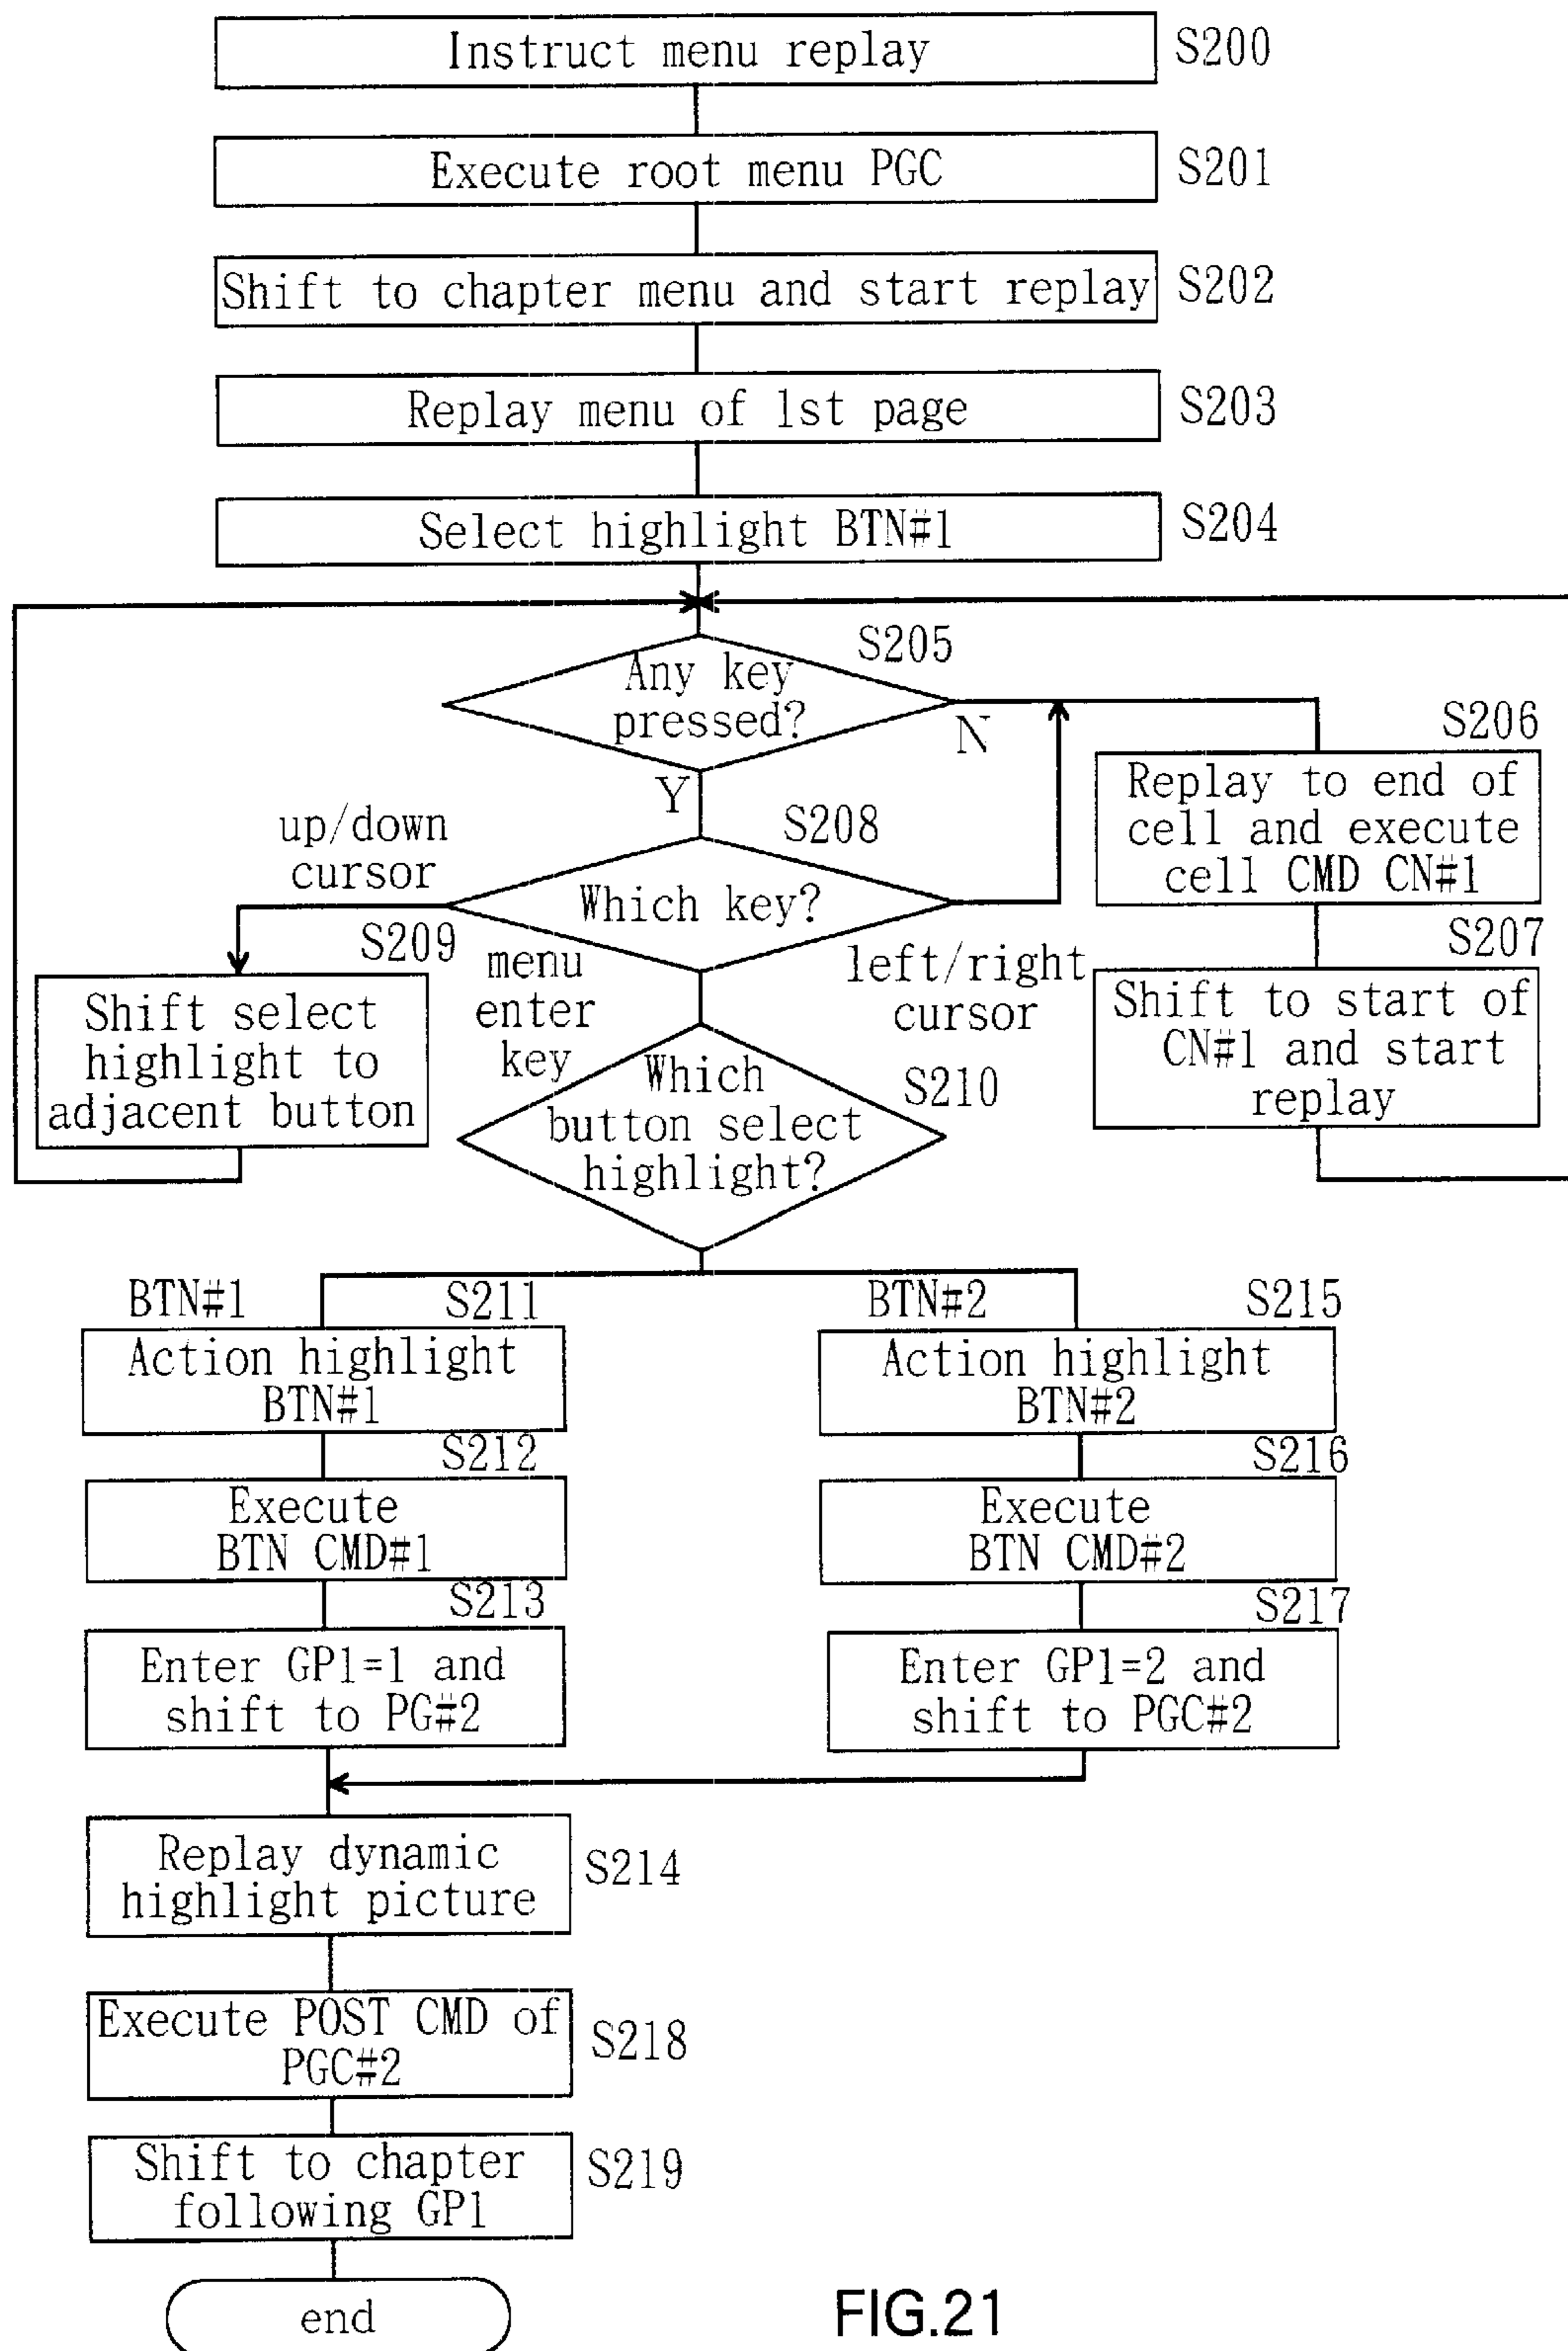 Instruct menu replay
S200
Execute root menu PGC
S201
Shift to chapter menu and start replay
S202
Replay menu of 1st page
S203
Select highlight BTN#1
S204
S205
Any key
pressed?
N
Y
S206
Replay to end of
cell and execute
cell CMD CN#1
up/down
cursor
S208
Which key?
S209
menu
enter
key
left/right
cursor
S207
Shift to start of
CN#1 and start
replay
Shift select
highlight to
adjacent button
S210
Which
button select
highlight?
BTN#1
S211
Action highlight
BTN#1
BTN#2
S215
Action highlight
BTN#2
S212
Execute
BTN CMD#1
S216
Execute
BTN CMD#2
S213
Enter GP1=1 and
shift to PG#2
S217
Enter GP1=2 and
shift to PGC#2
Replay dynamic
highlight picture
S214
Execute POST CMD of
PGC#2
S218
Shift to chapter
following GP1
S219
end
FIG.21